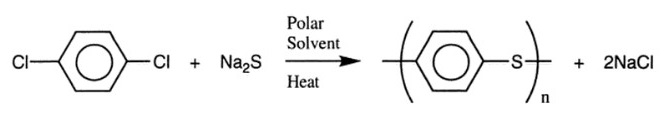 Polar
Solvent
Cl Cl + Na₂S S + 2NaCl
Heat
n